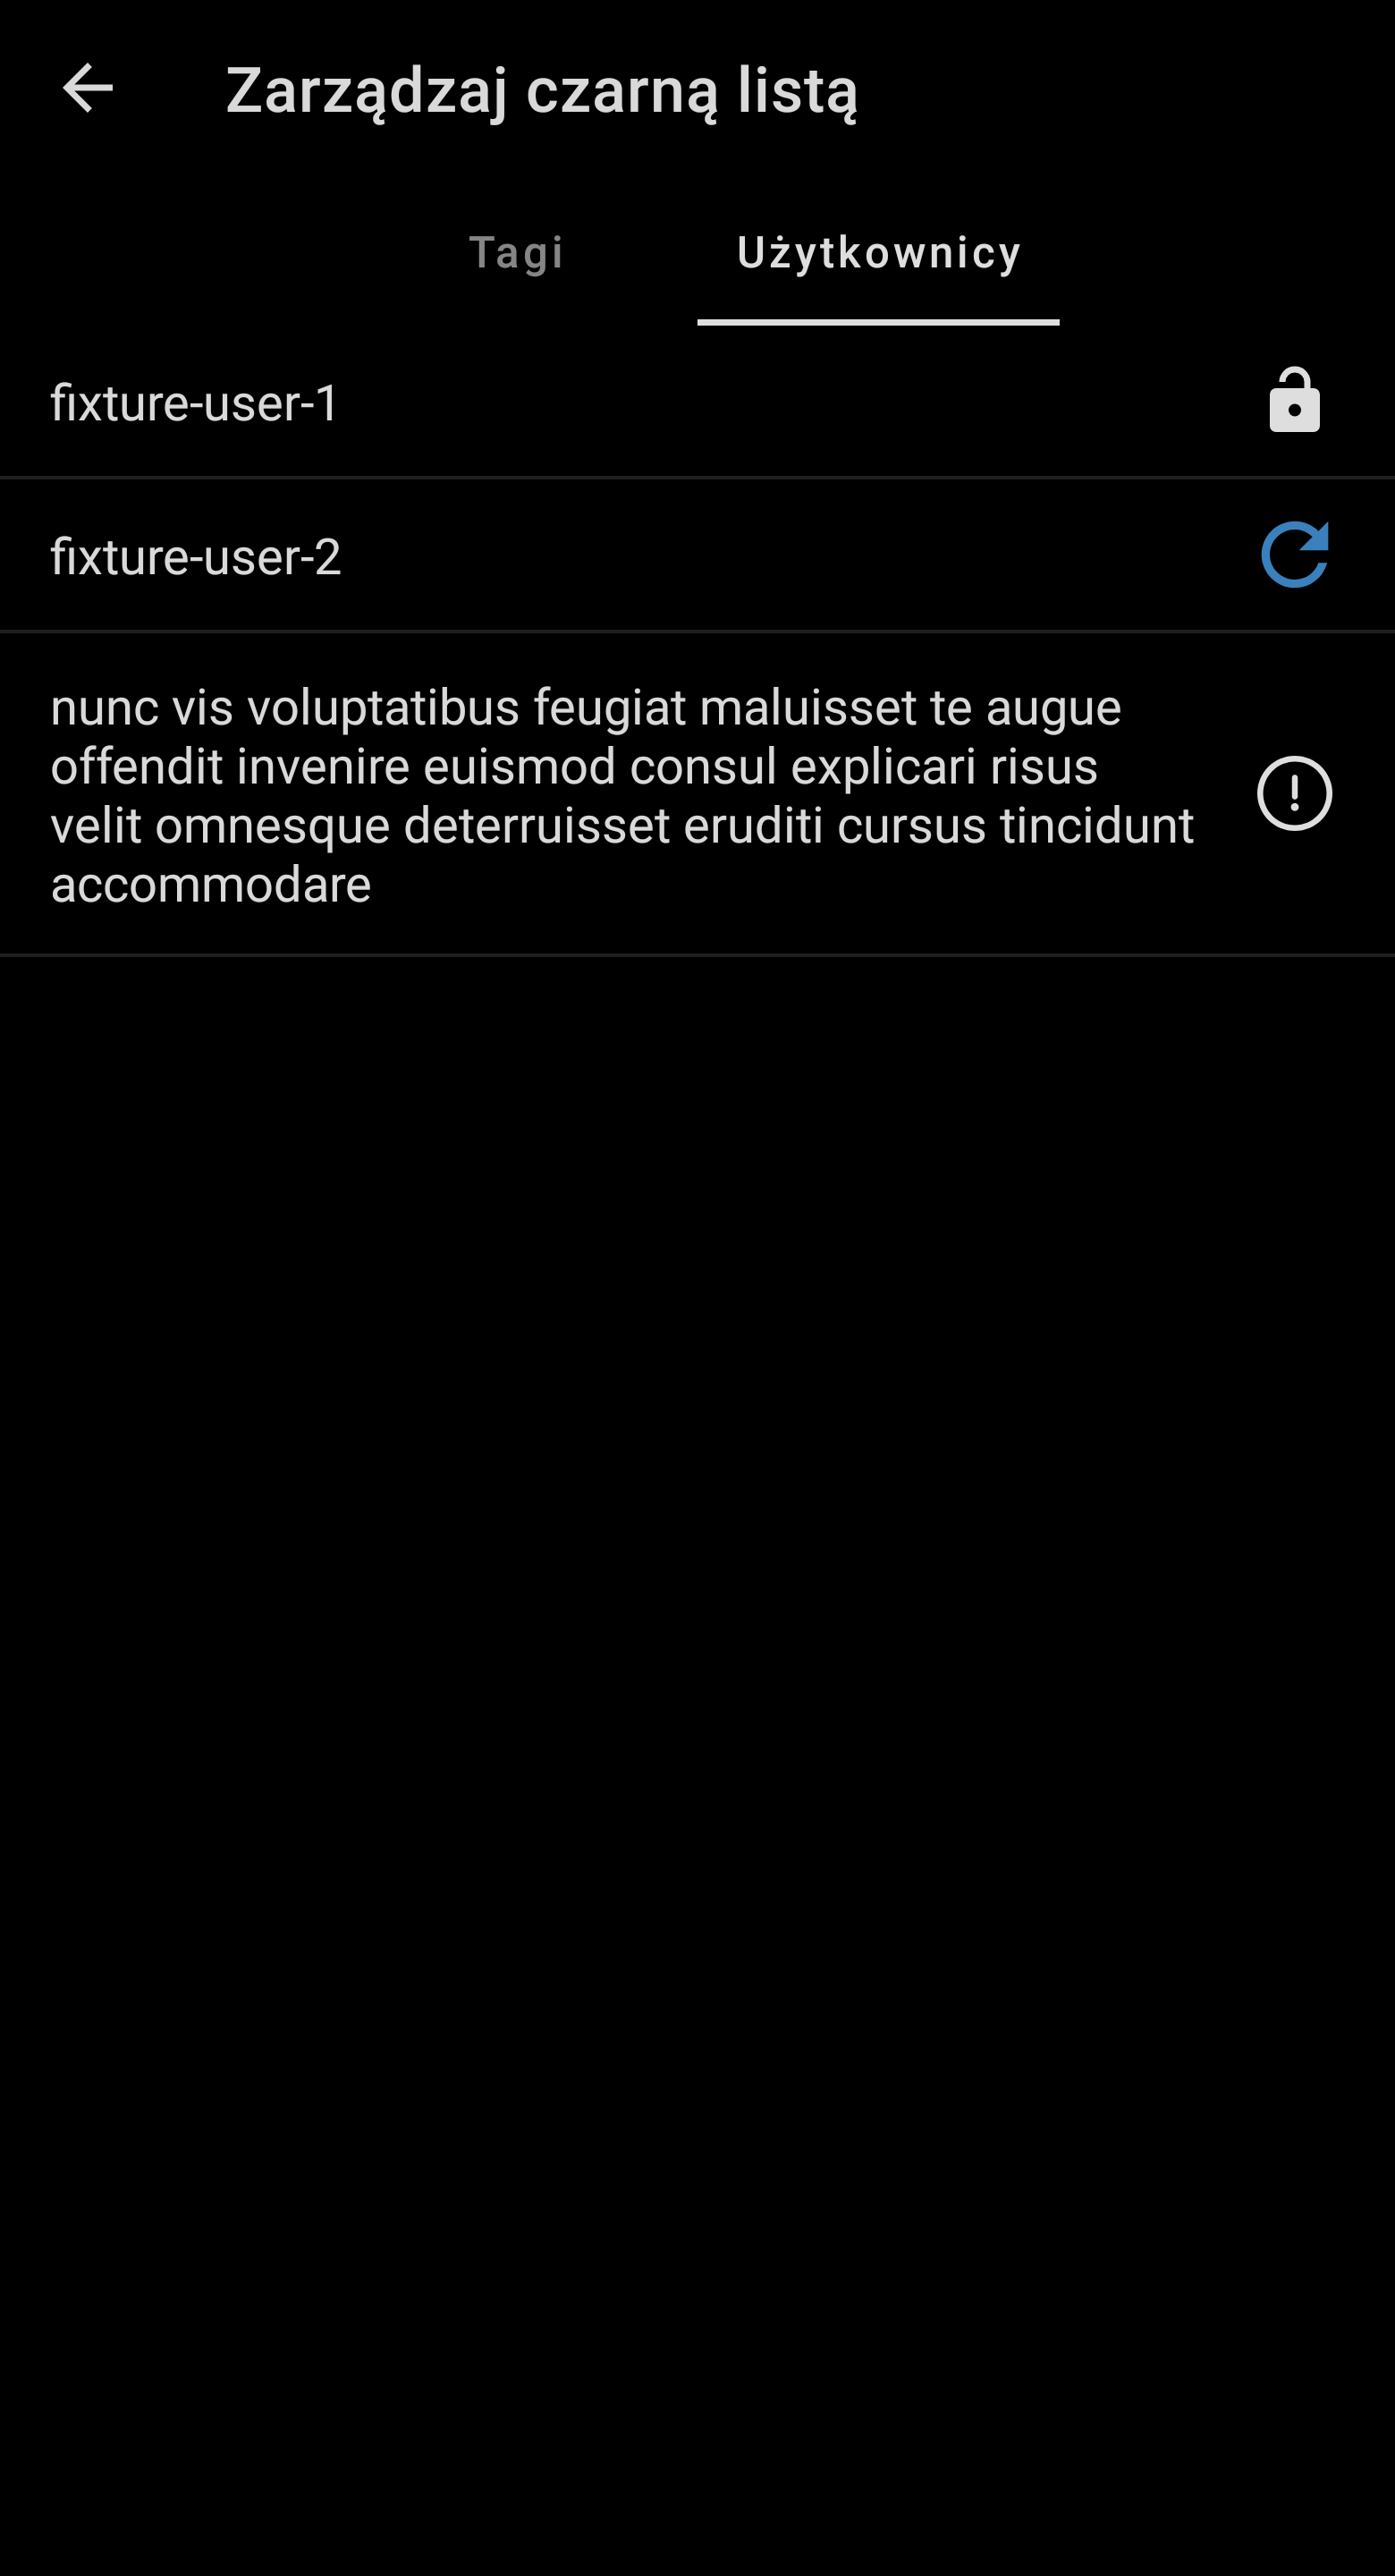 Zarządzaj czarną listą
Tagi
Użytkownicy
fixture-user-1
fixture-user-2
nunc vis voluptatibus feugiat maluisset te augue
offendit invenire euismod consul explicari risus
velit omnesque deterruisset eruditi cursus tincidunt
accommodare